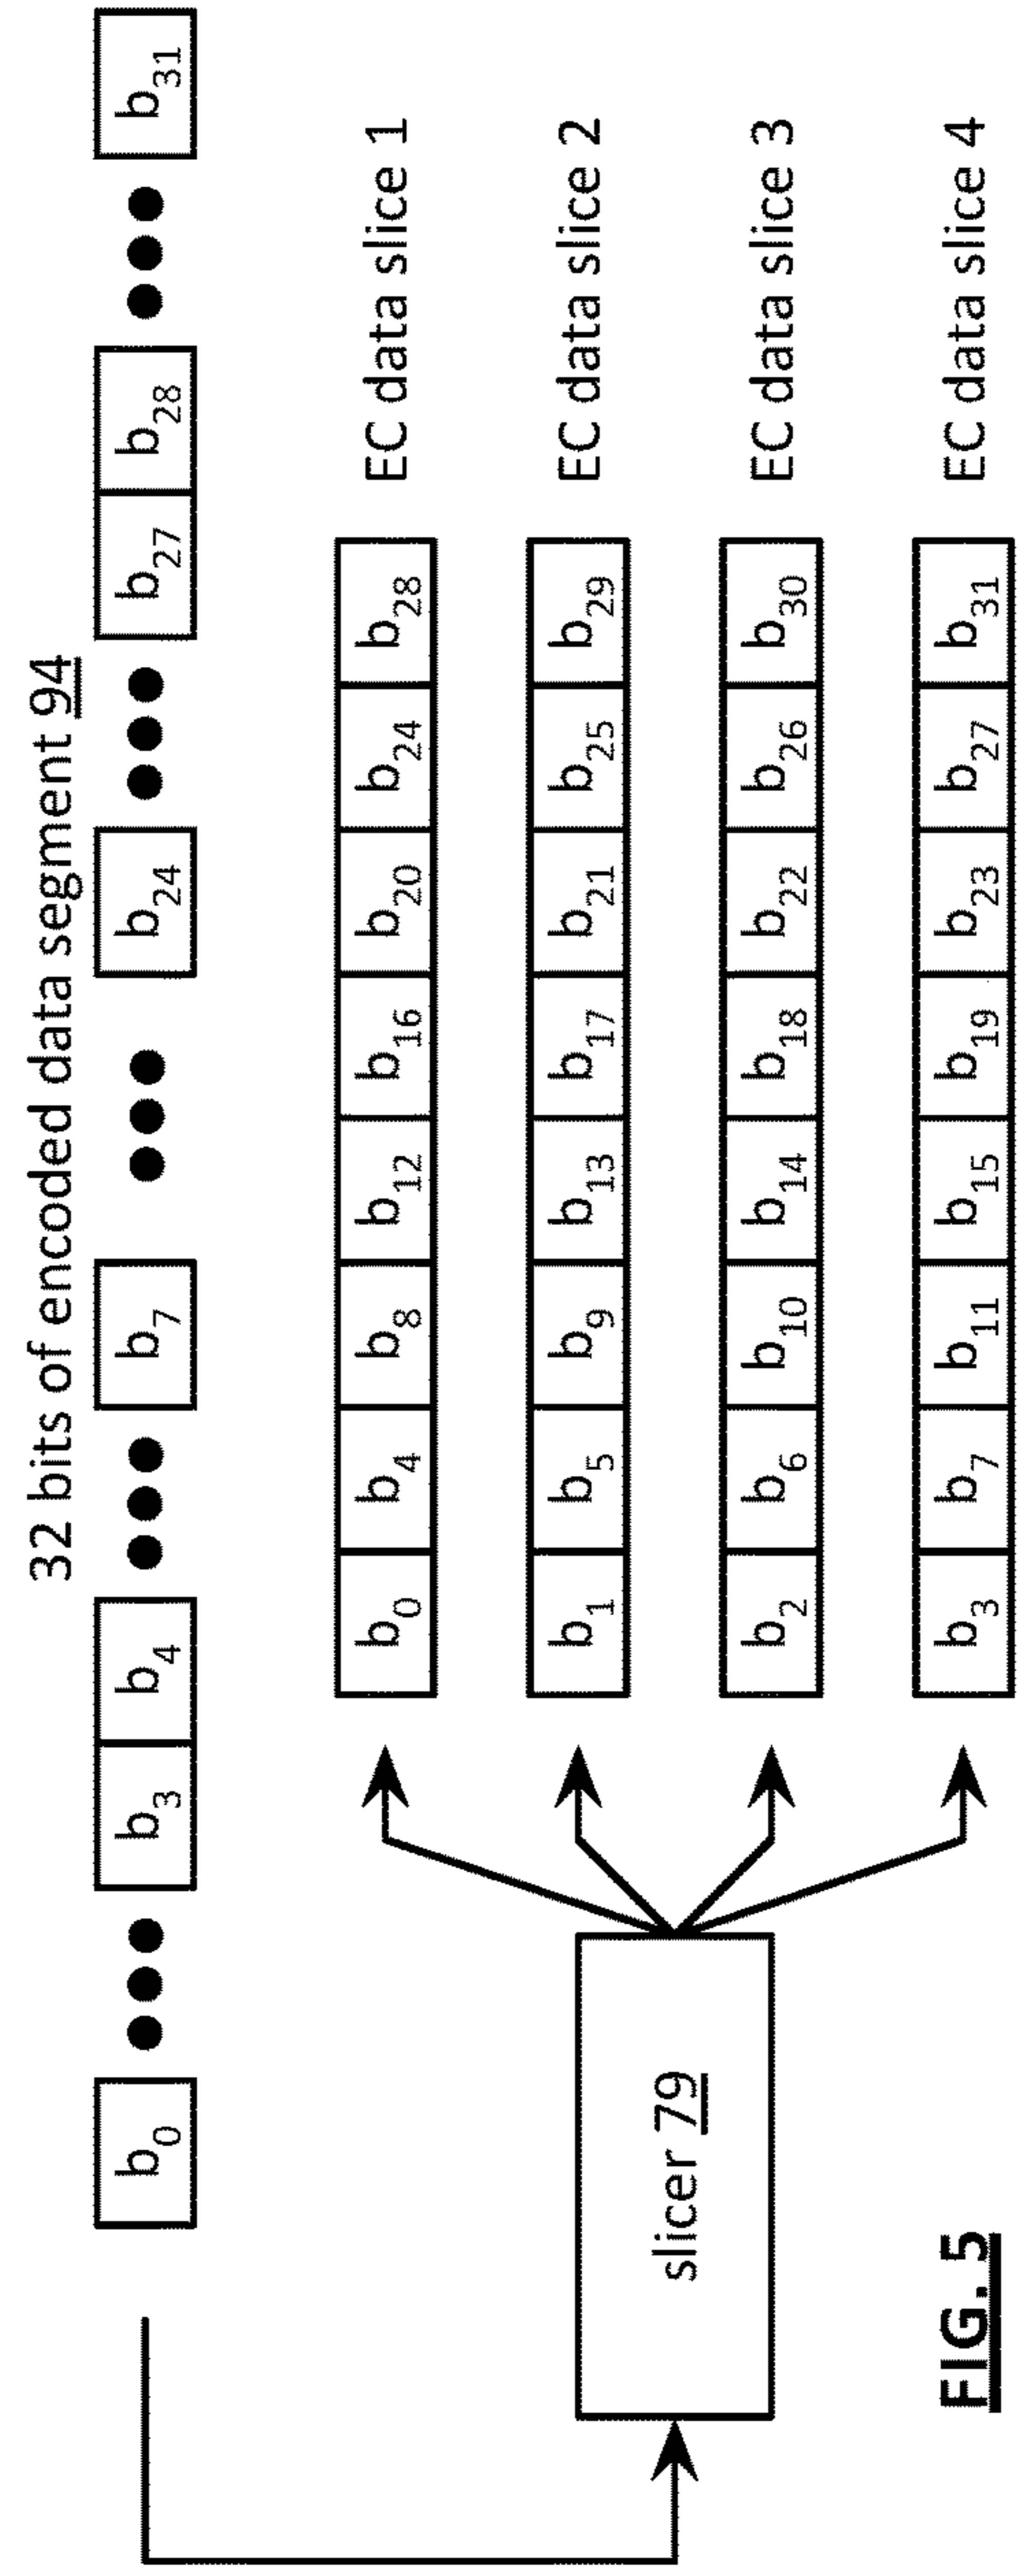 32 bits of encoded data segment 94
b0 ••• b3 b4 ••• b7 ••• b24 ••• b27 b28 ••• b31
b0 b4 b8 b12 b16 b20 b24 b28 EC data slice 1
b1 b5 b9 b13 b17 b21 b25 b29 EC data slice 2
slicer 79
b2 b6 b10 b14 b18 b22 b26 b30 EC data slice 3
b3 b7 b11 b15 b19 b23 b27 b31 EC data slice 4
FIG. 5